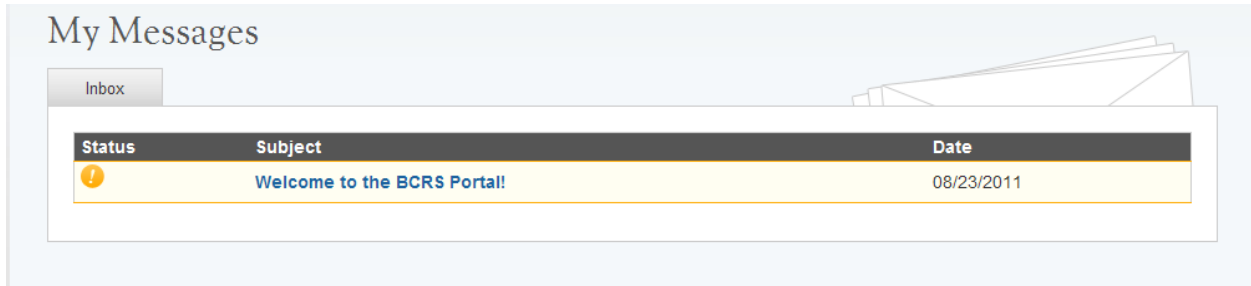 My Messages
Inbox
Status Subject Date
! Welcome to the BCRS Portal! 08/23/2011